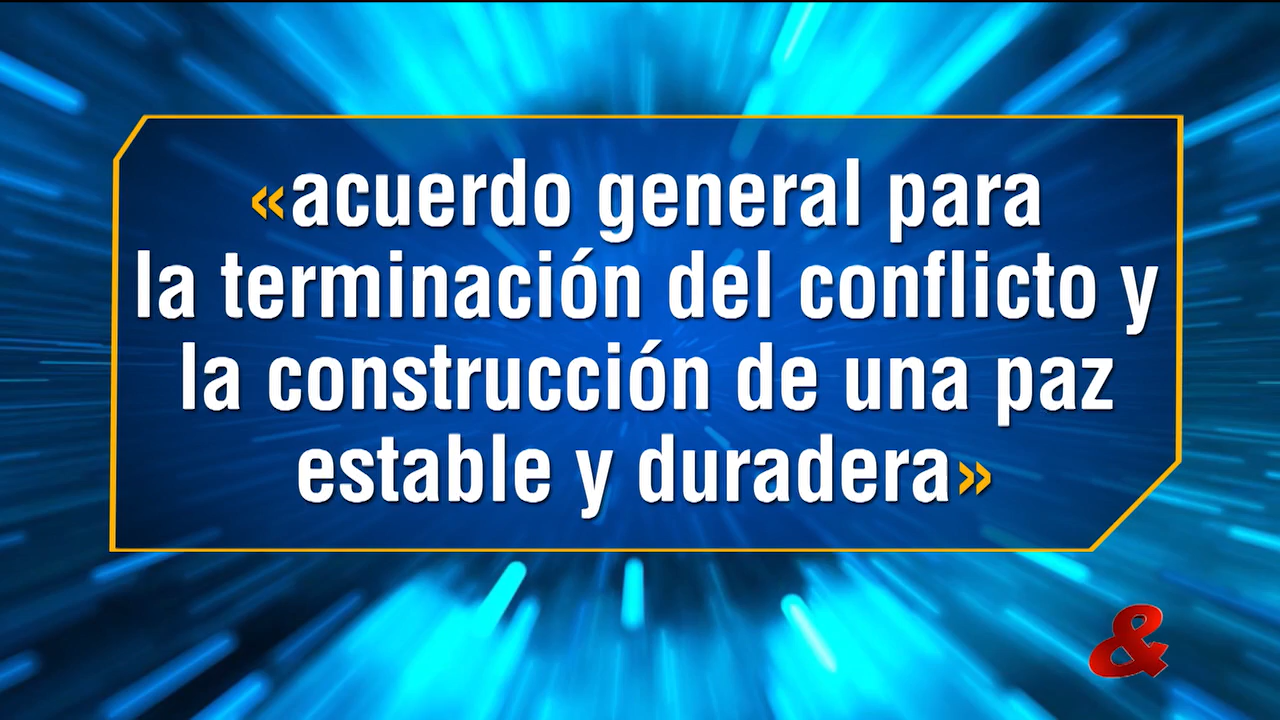 «acuerdo general para
la terminación del conflicto y
la construcción de una paz
estable y duradera»
&